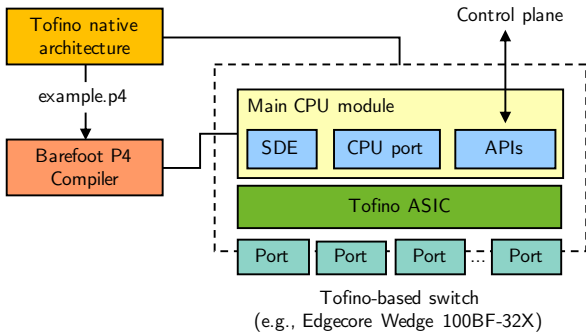 Tofino native
architecture
Control plane
example.p4
Main CPU module
Barefoot P4
Compiler
SDE
CPU port
APIs
Tofino ASIC
Port
Port
Port
...
Port
Tofino-based switch
(e.g., Edgecore Wedge 100BF-32X)